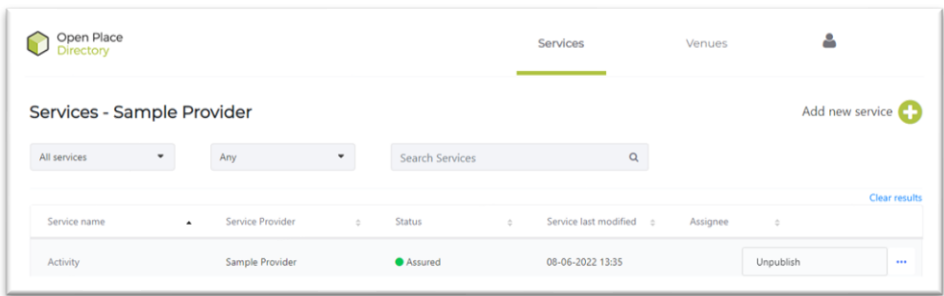 Open Place
Directory
Services Venues
Services - Sample Provider
Add new service
All services Any Search Services
Clear results
Service name Service Provider Status Service last modified Assignee
Activity Sample Provider Assured 08-06-2022 13:35 Unpublish ...